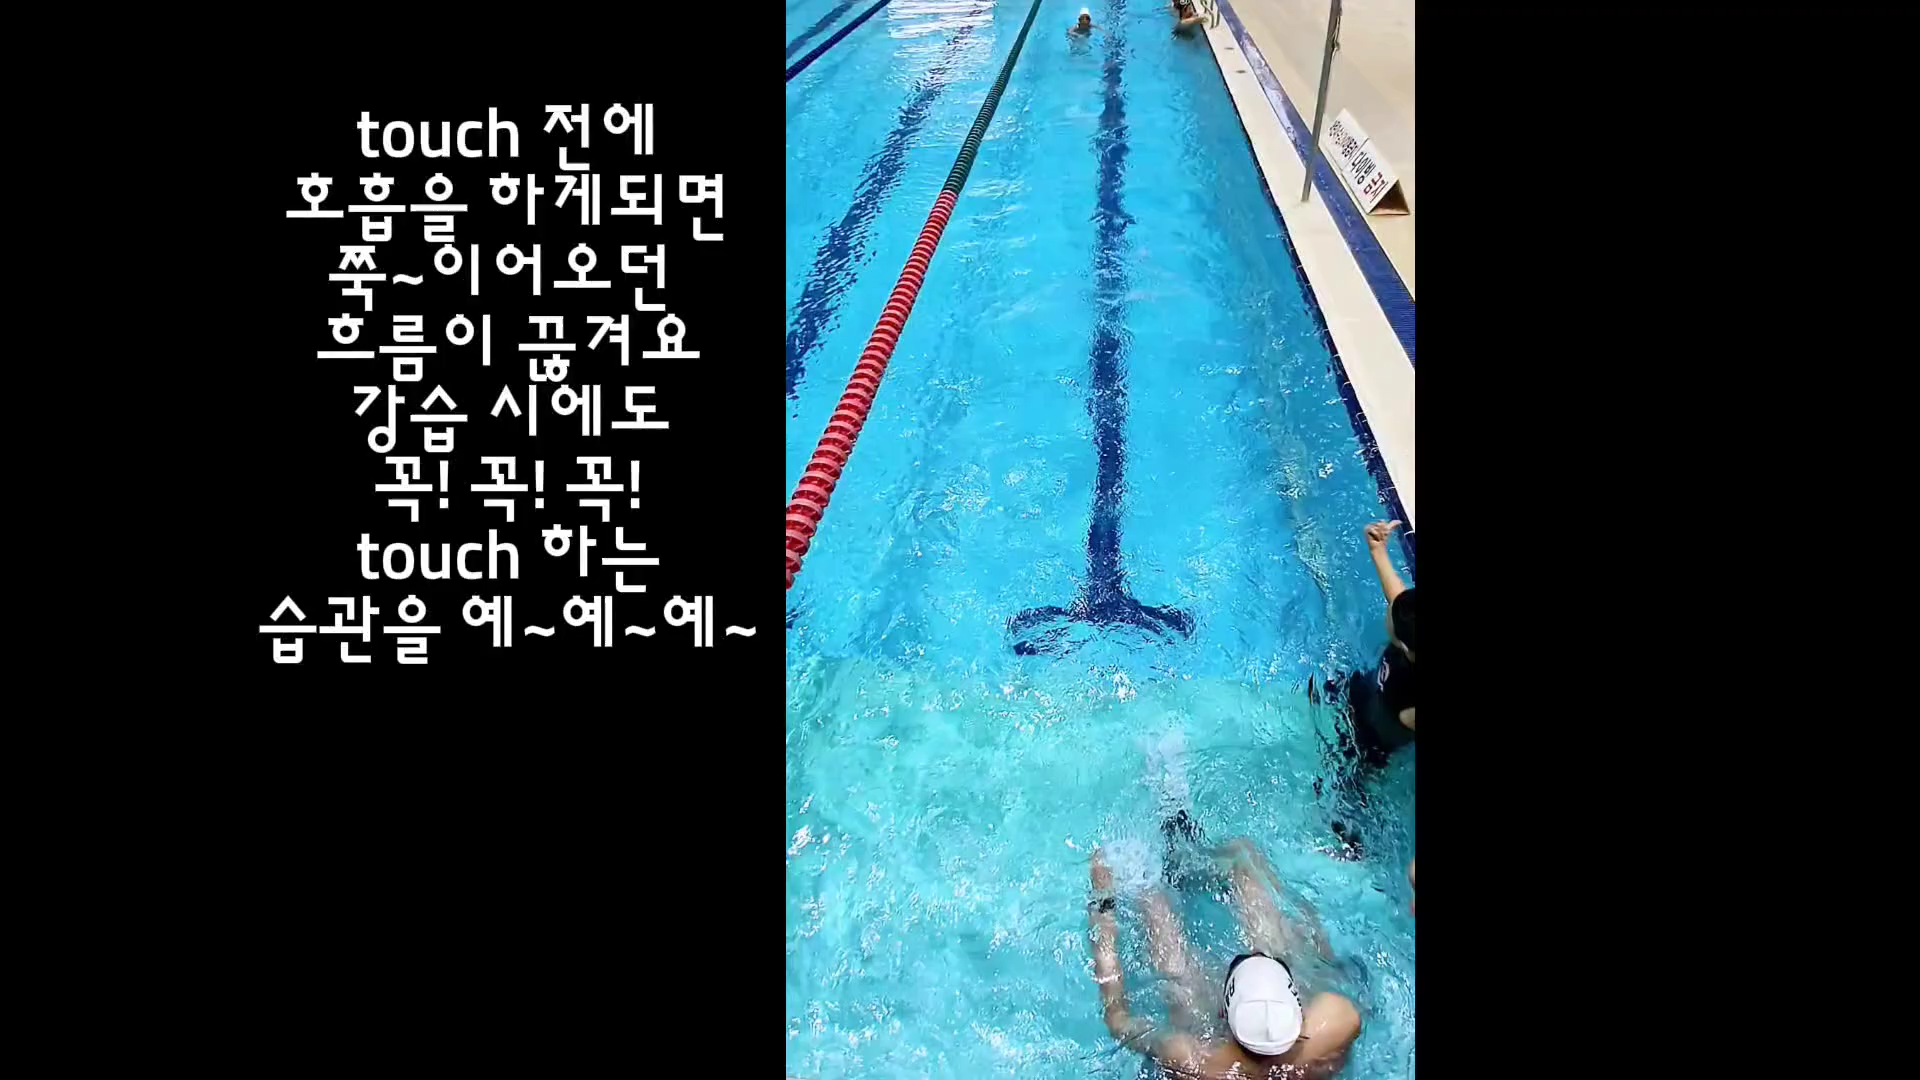 touch 전에
호흡을 하게되면
쭉~이어오던
흐름이 끊겨요
강습 시에도
꼭! 꼭! 꼭!
touch 하는
습관을 예~예~예~